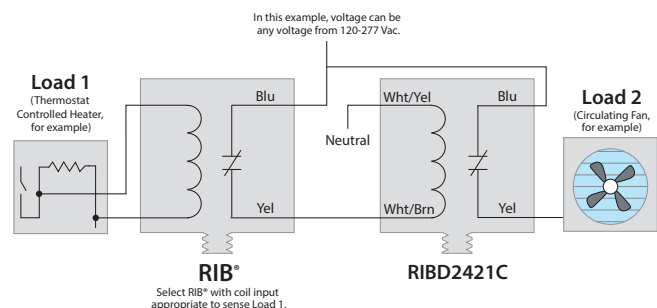 In this example, voltage can be
any voltage from 120-277 Vac.
Load 1
(Thermostat
Controlled Heater,
for example)
Blu
Yel
RIB®
Select RIB® with coil input
appropriate to sense Load 1.
Wht/Yel
Neutral
Wht/Brn
Blu
Yel
RIBD2421C
Load 2
(Circulating Fan,
for example)